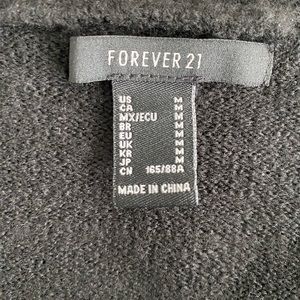 FOREVER 21
US M
CA M
MX/ECU M
BR M
EU M
UK M
KR M
JP M
CN 165/88A
MADE IN CHINA